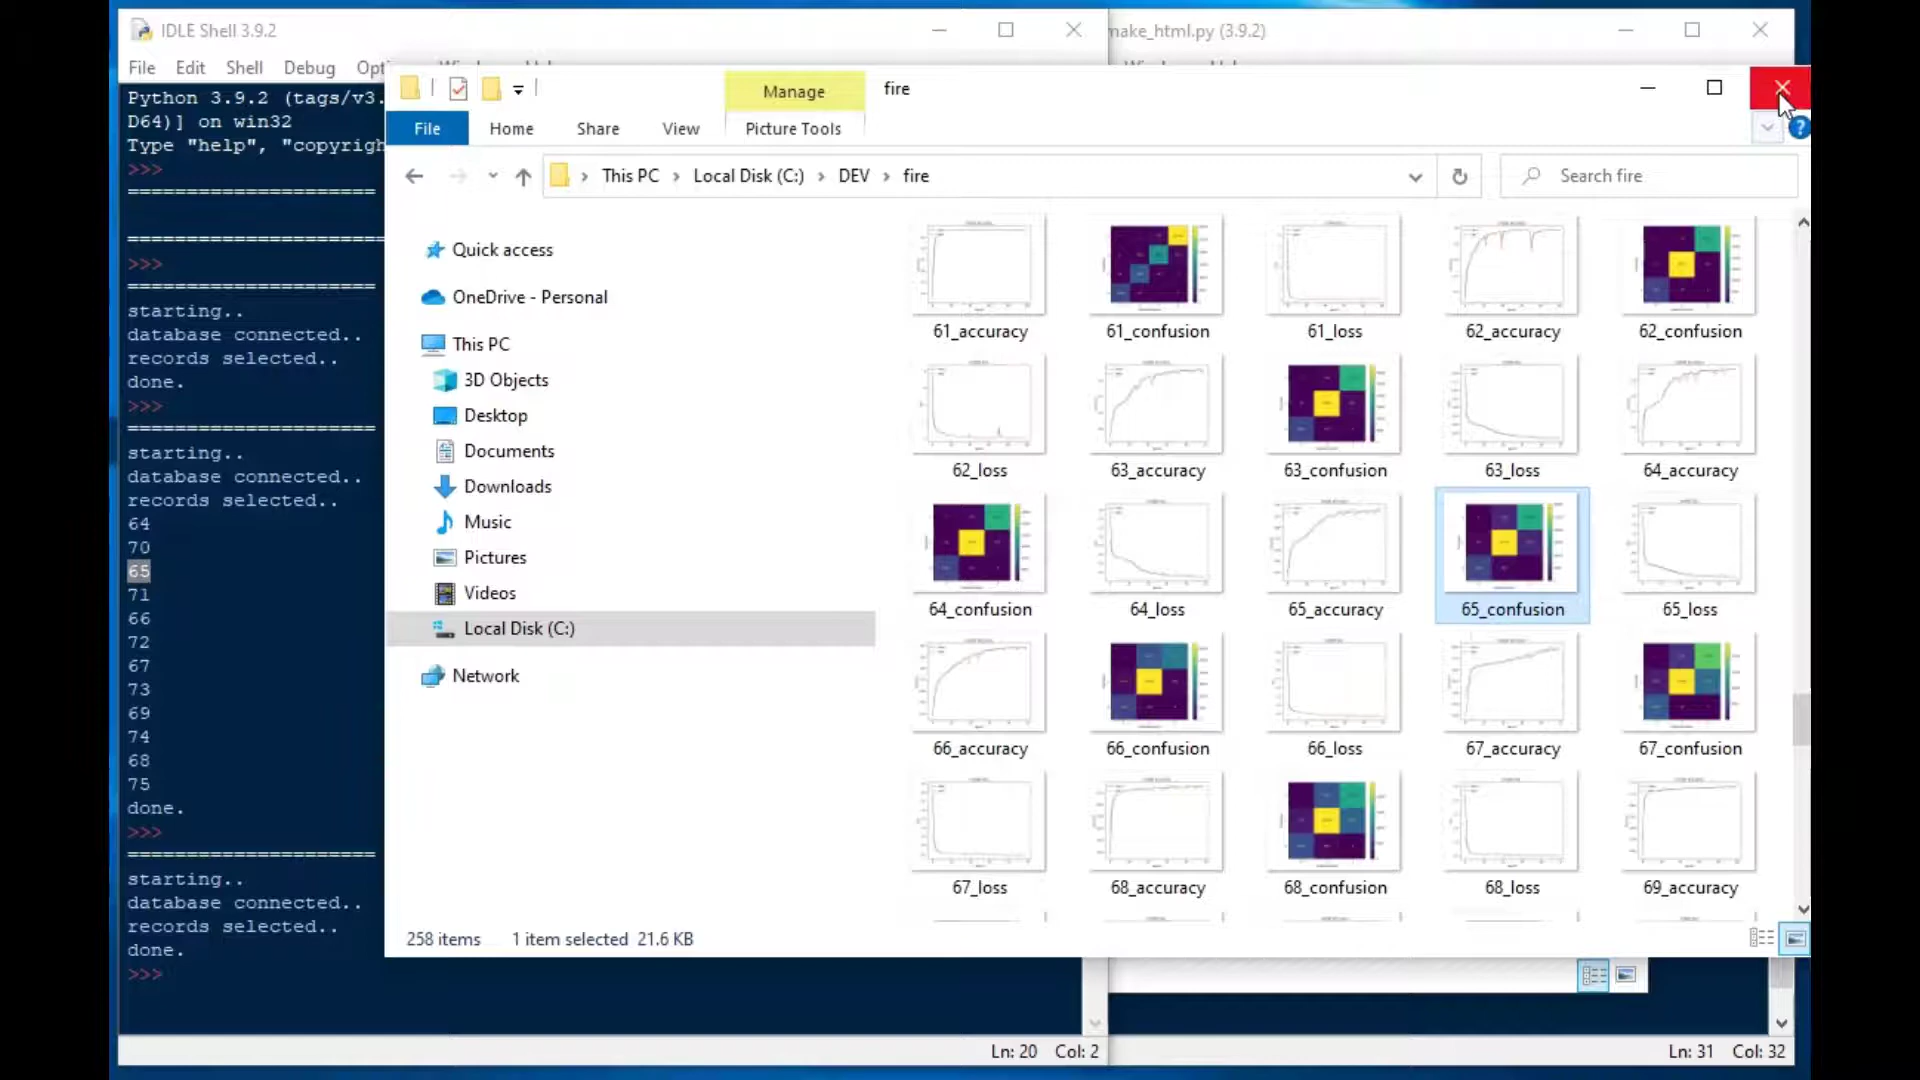 IDLE Shell 3.9.2
make_html.py (3.9.2)
File Edit Shell Debug
Python 3.9.2 (tags/v3.
D64)] on win32
Type "help", "copyrigh
>>>
=====================
=====================
>>>
=====================
starting..
database connected..
records selected..
done.
>>>
=====================
starting..
database connected..
records selected..
64
70
65
71
66
72
67
73
69
74
68
75
done.
>>>
=====================
starting..
database connected..
records selected..
done.
>>>
Ln: 20 Col: 2
Manage fire
File Home Share View Picture Tools
This PC > Local Disk (C:) > DEV > fire
Search fire
Quick access
OneDrive - Personal
This PC
3D Objects
Desktop
Documents
Downloads
Music
Pictures
Videos
Local Disk (C:)
Network
61_accuracy 61_confusion 61_loss 62_accuracy 62_confusion
62_loss 63_accuracy 63_confusion 63_loss 64_accuracy
64_confusion 64_loss 65_accuracy 65_confusion 65_loss
66_accuracy 66_confusion 66_loss 67_accuracy 67_confusion
67_loss 68_accuracy 68_confusion 68_loss 69_accuracy
258 items 1 item selected 21.6 KB
Ln: 31 Col: 32